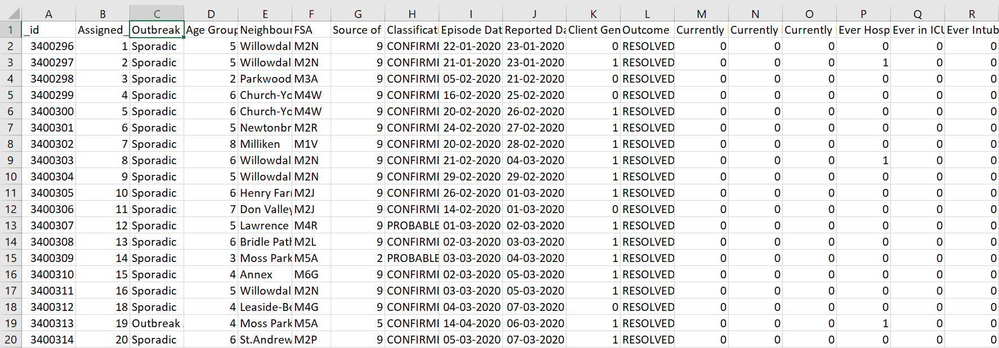 A B C D E F G H I J K L M N O P Q R
1 _id Assigned_ Outbreak Age Group Neighbour FSA Source of Classificati Episode Dat Reported Da Client Gen Outcome Currently Currently i Currently Ever Hosp Ever in ICU Ever Intub
2 3400296 1 Sporadic 5 Willowdal M2N 9 CONFIRME 22-01-2020 23-01-2020 0 RESOLVED 0 0 0 0 0 0
3 3400297 2 Sporadic 5 Willowdal M2N 9 CONFIRME 21-01-2020 23-01-2020 1 RESOLVED 0 0 0 1 0 0
4 3400298 3 Sporadic 2 Parkwood M3A 9 CONFIRME 05-02-2020 21-02-2020 0 RESOLVED 0 0 0 0 0 0
5 3400299 4 Sporadic 6 Church-Yo M4W 9 CONFIRME 16-02-2020 25-02-2020 0 RESOLVED 0 0 0 0 0 0
6 3400300 5 Sporadic 6 Church-Yo M4W 9 CONFIRME 20-02-2020 26-02-2020 1 RESOLVED 0 0 0 0 0 0
7 3400301 6 Sporadic 5 Newtonbr M2R 9 CONFIRME 24-02-2020 27-02-2020 1 RESOLVED 0 0 0 0 0 0
8 3400302 7 Sporadic 8 Milliken M1V 9 CONFIRME 20-02-2020 28-02-2020 1 RESOLVED 0 0 0 0 0 0
9 3400303 8 Sporadic 6 Willowdal M2N 9 CONFIRME 21-02-2020 04-03-2020 1 RESOLVED 0 0 0 1 0 0
10 3400304 9 Sporadic 5 Willowdal M2N 9 CONFIRME 29-02-2020 29-02-2020 1 RESOLVED 0 0 0 0 0 0
11 3400305 10 Sporadic 6 Henry Farr M2J 9 CONFIRME 26-02-2020 01-03-2020 1 RESOLVED 0 0 0 0 0 0
12 3400306 11 Sporadic 7 Don Valley M2J 9 CONFIRME 14-02-2020 01-03-2020 0 RESOLVED 0 0 0 0 0 0
13 3400307 12 Sporadic 5 Lawrence M4R 9 PROBABLE 01-03-2020 02-03-2020 1 RESOLVED 0 0 0 0 0 0
14 3400308 13 Sporadic 6 Bridle Path M2L 9 CONFIRME 02-03-2020 03-03-2020 1 RESOLVED 0 0 0 0 0 0
15 3400309 14 Sporadic 3 Moss Park M5A 2 PROBABLE 03-03-2020 04-03-2020 1 RESOLVED 0 0 0 0 0 0
16 3400310 15 Sporadic 4 Annex M6G 9 CONFIRME 02-03-2020 05-03-2020 1 RESOLVED 0 0 0 0 0 0
17 3400311 16 Sporadic 5 Willowdal M2N 9 CONFIRME 03-03-2020 05-03-2020 1 RESOLVED 0 0 0 0 0 0
18 3400312 18 Sporadic 4 Leaside-Be M4G 9 CONFIRME 04-03-2020 07-03-2020 0 RESOLVED 0 0 0 0 0 0
19 3400313 19 Outbreak 4 Moss Park M5A 5 CONFIRME 14-04-2020 06-03-2020 1 RESOLVED 0 0 0 1 0 0
20 3400314 20 Sporadic 6 St.Andrew M2P 9 CONFIRME 05-03-2020 07-03-2020 1 RESOLVED 0 0 0 0 0 0